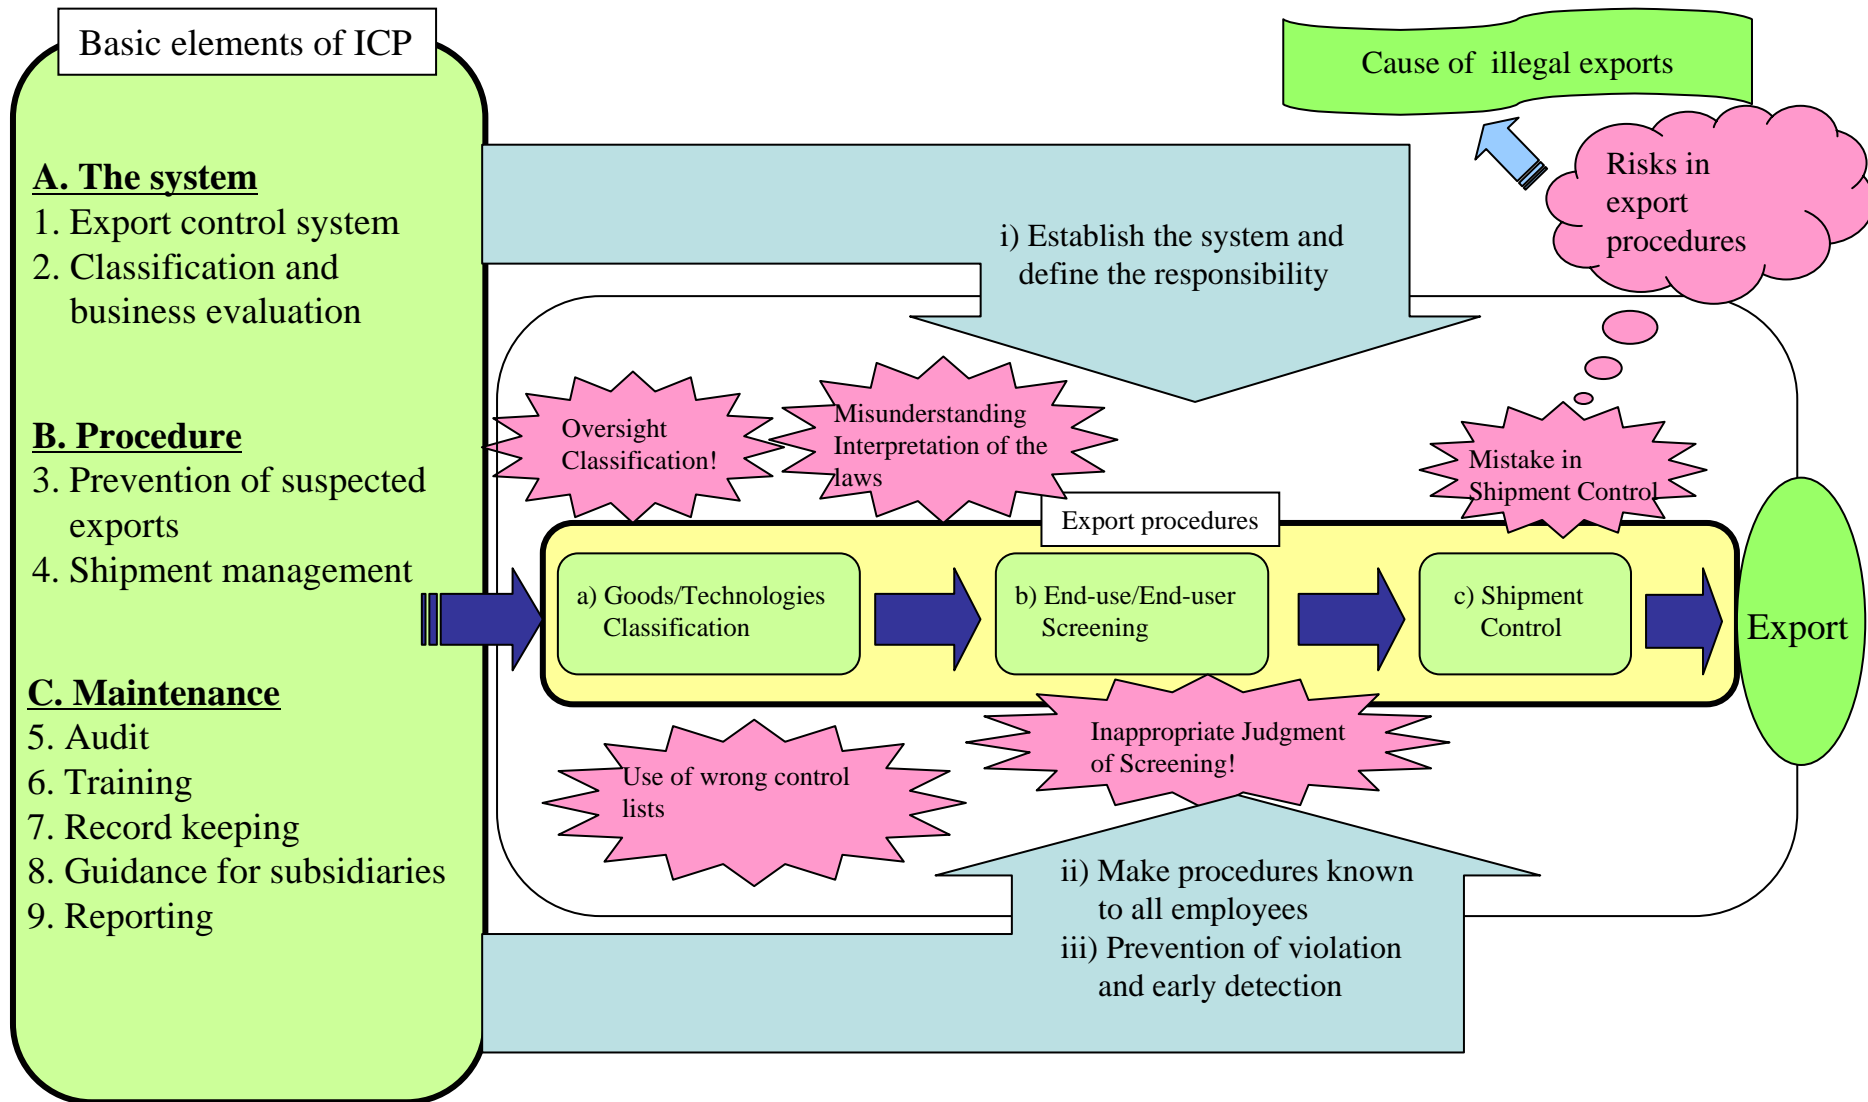 Basic elements of ICP
A. The system
1. Export control system
2. Classification and
business evaluation
B. Procedure
3. Prevention of suspected
exports
4. Shipment management
C. Maintenance
5. Audit
6. Training
7. Record keeping
8. Guidance for subsidiaries
9. Reporting
Cause of illegal exports
Risks in
export
procedures
i) Establish the system and
define the responsibility
Oversight
Classification!
Misunderstanding
Interpretation of the
laws
Mistake in
Shipment Control
Export procedures
a) Goods/Technologies
Classification
b) End-use/End-user
Screening
c) Shipment
Control
Export
Use of wrong control
lists
Inappropriate Judgment
of Screening!
ii) Make procedures known
to all employees
iii) Prevention of violation
and early detection